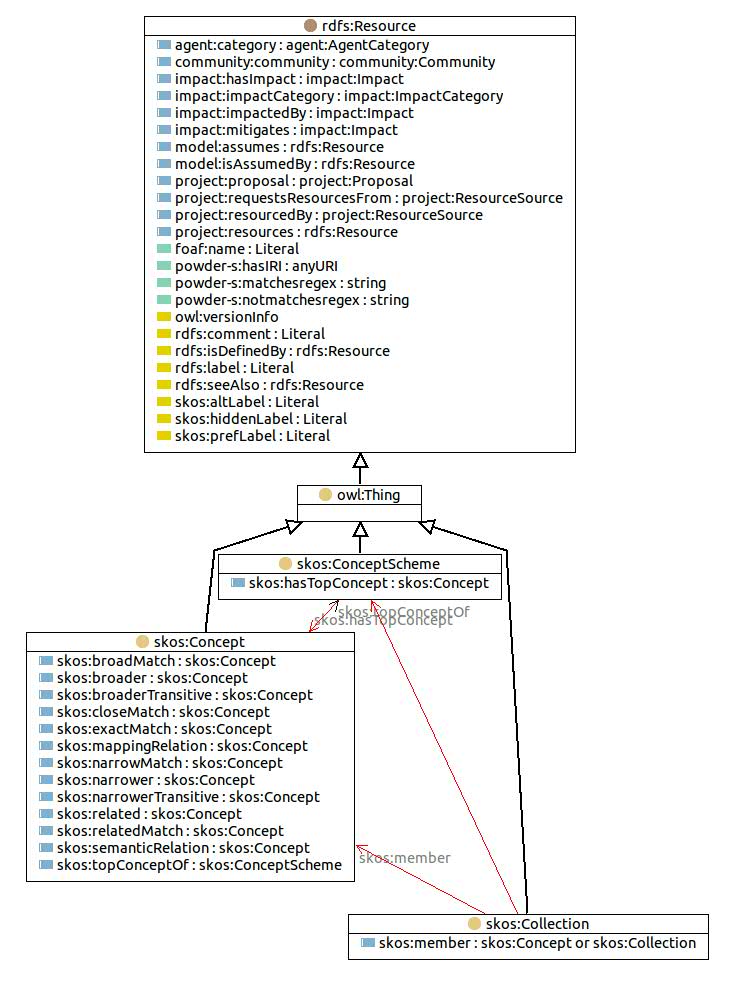 rdfs:Resource
agent:category : agent:AgentCategory
community:community : community:Community
impact:hasImpact : impact:Impact
impact:impactCategory : impact:ImpactCategory
impact:impactedBy : impact:Impact
impact:mitigates : impact:Impact
model:assumes : rdfs:Resource
model:isAssumedBy : rdfs:Resource
project:proposal : project:Proposal
project:requestsResourcesFrom : project:ResourceSource
project:resourcedBy : project:ResourceSource
project:resources : rdfs:Resource
foaf:name : Literal
powder-s:hasIRI : anyURI
powder-s:matchesregex : string
powder-s:notmatchesregex : string
owl:versionInfo
rdfs:comment : Literal
rdfs:isDefinedBy : rdfs:Resource
rdfs:label : Literal
rdfs:seeAlso : rdfs:Resource
skos:altLabel : Literal
skos:hiddenLabel : Literal
skos:prefLabel : Literal
owl:Thing
skos:ConceptScheme
skos:hasTopConcept : skos:Concept
skos:topConceptOf
skos:hasTopConcept
skos:Concept
skos:broadMatch : skos:Concept
skos:broader : skos:Concept
skos:broaderTransitive : skos:Concept
skos:closeMatch : skos:Concept
skos:exactMatch : skos:Concept
skos:mappingRelation : skos:Concept
skos:narrowMatch : skos:Concept
skos:narrower : skos:Concept
skos:narrowerTransitive : skos:Concept
skos:related : skos:Concept
skos:relatedMatch : skos:Concept
skos:semanticRelation : skos:Concept
skos:topConceptOf : skos:ConceptScheme
skos:member
skos:Collection
skos:member : skos:Concept or skos:Collection